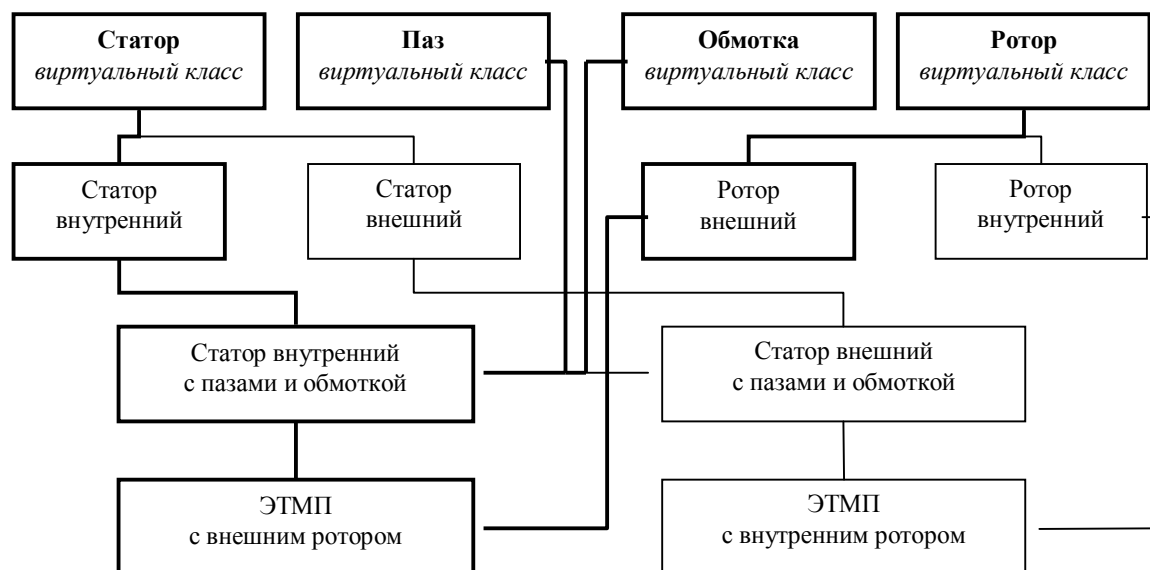 Статор
виртуальный класс
Паз
виртуальный класс
Обмотка
виртуальный класс
Ротор
виртуальный класс
Статор
внутренний
Статор
внешний
Ротор
внешний
Ротор
внутренний
Статор внутренний
с пазами и обмоткой
Статор внешний
с пазами и обмоткой
ЭТМП
с внешним ротором
ЭТМП
с внутренним ротором